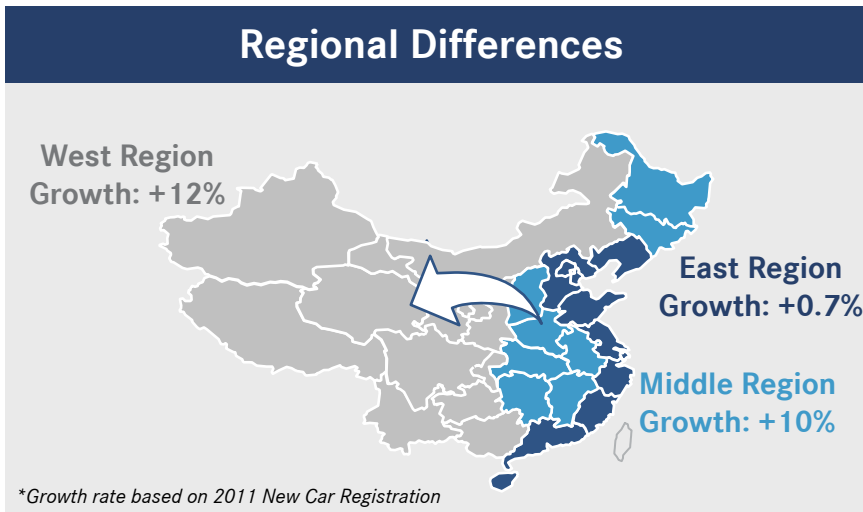 Regional Differences
West Region
Growth: +12%
East Region
Growth: +0.7%
Middle Region
Growth: +10%
*Growth rate based on 2011 New Car Registration